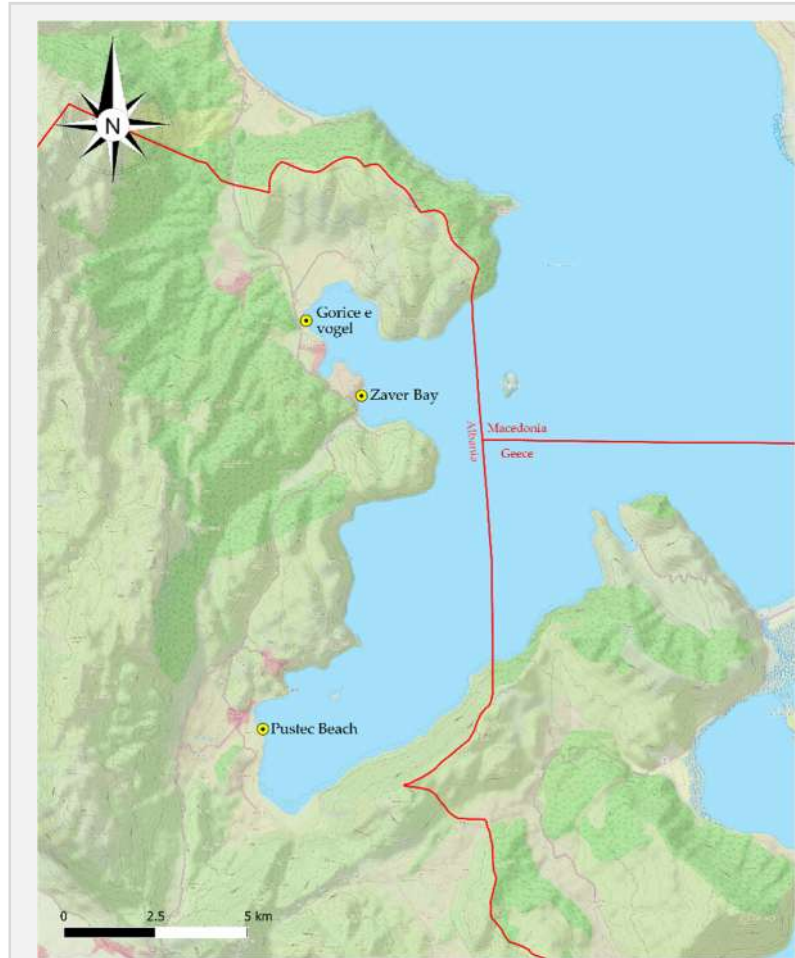 N
Gorice e
vogel
Zaver Bay
Albania
Macedonia
Geece
Pustec Beach
0 2.5 5 km